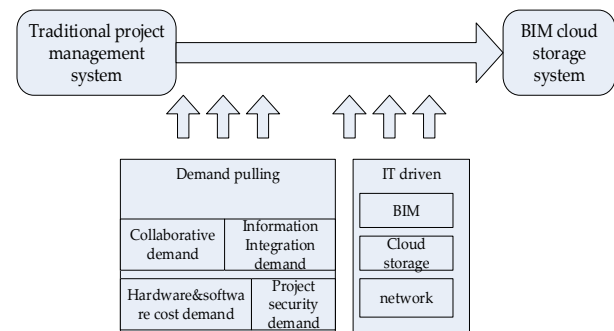 Traditional project
management
system
BIM cloud
storage
system
Demand pulling
Collaborative
demand
Information
Integration
demand
Hardware&softwa
re cost demand
Project
security
demand
IT driven
BIM
Cloud
storage
network